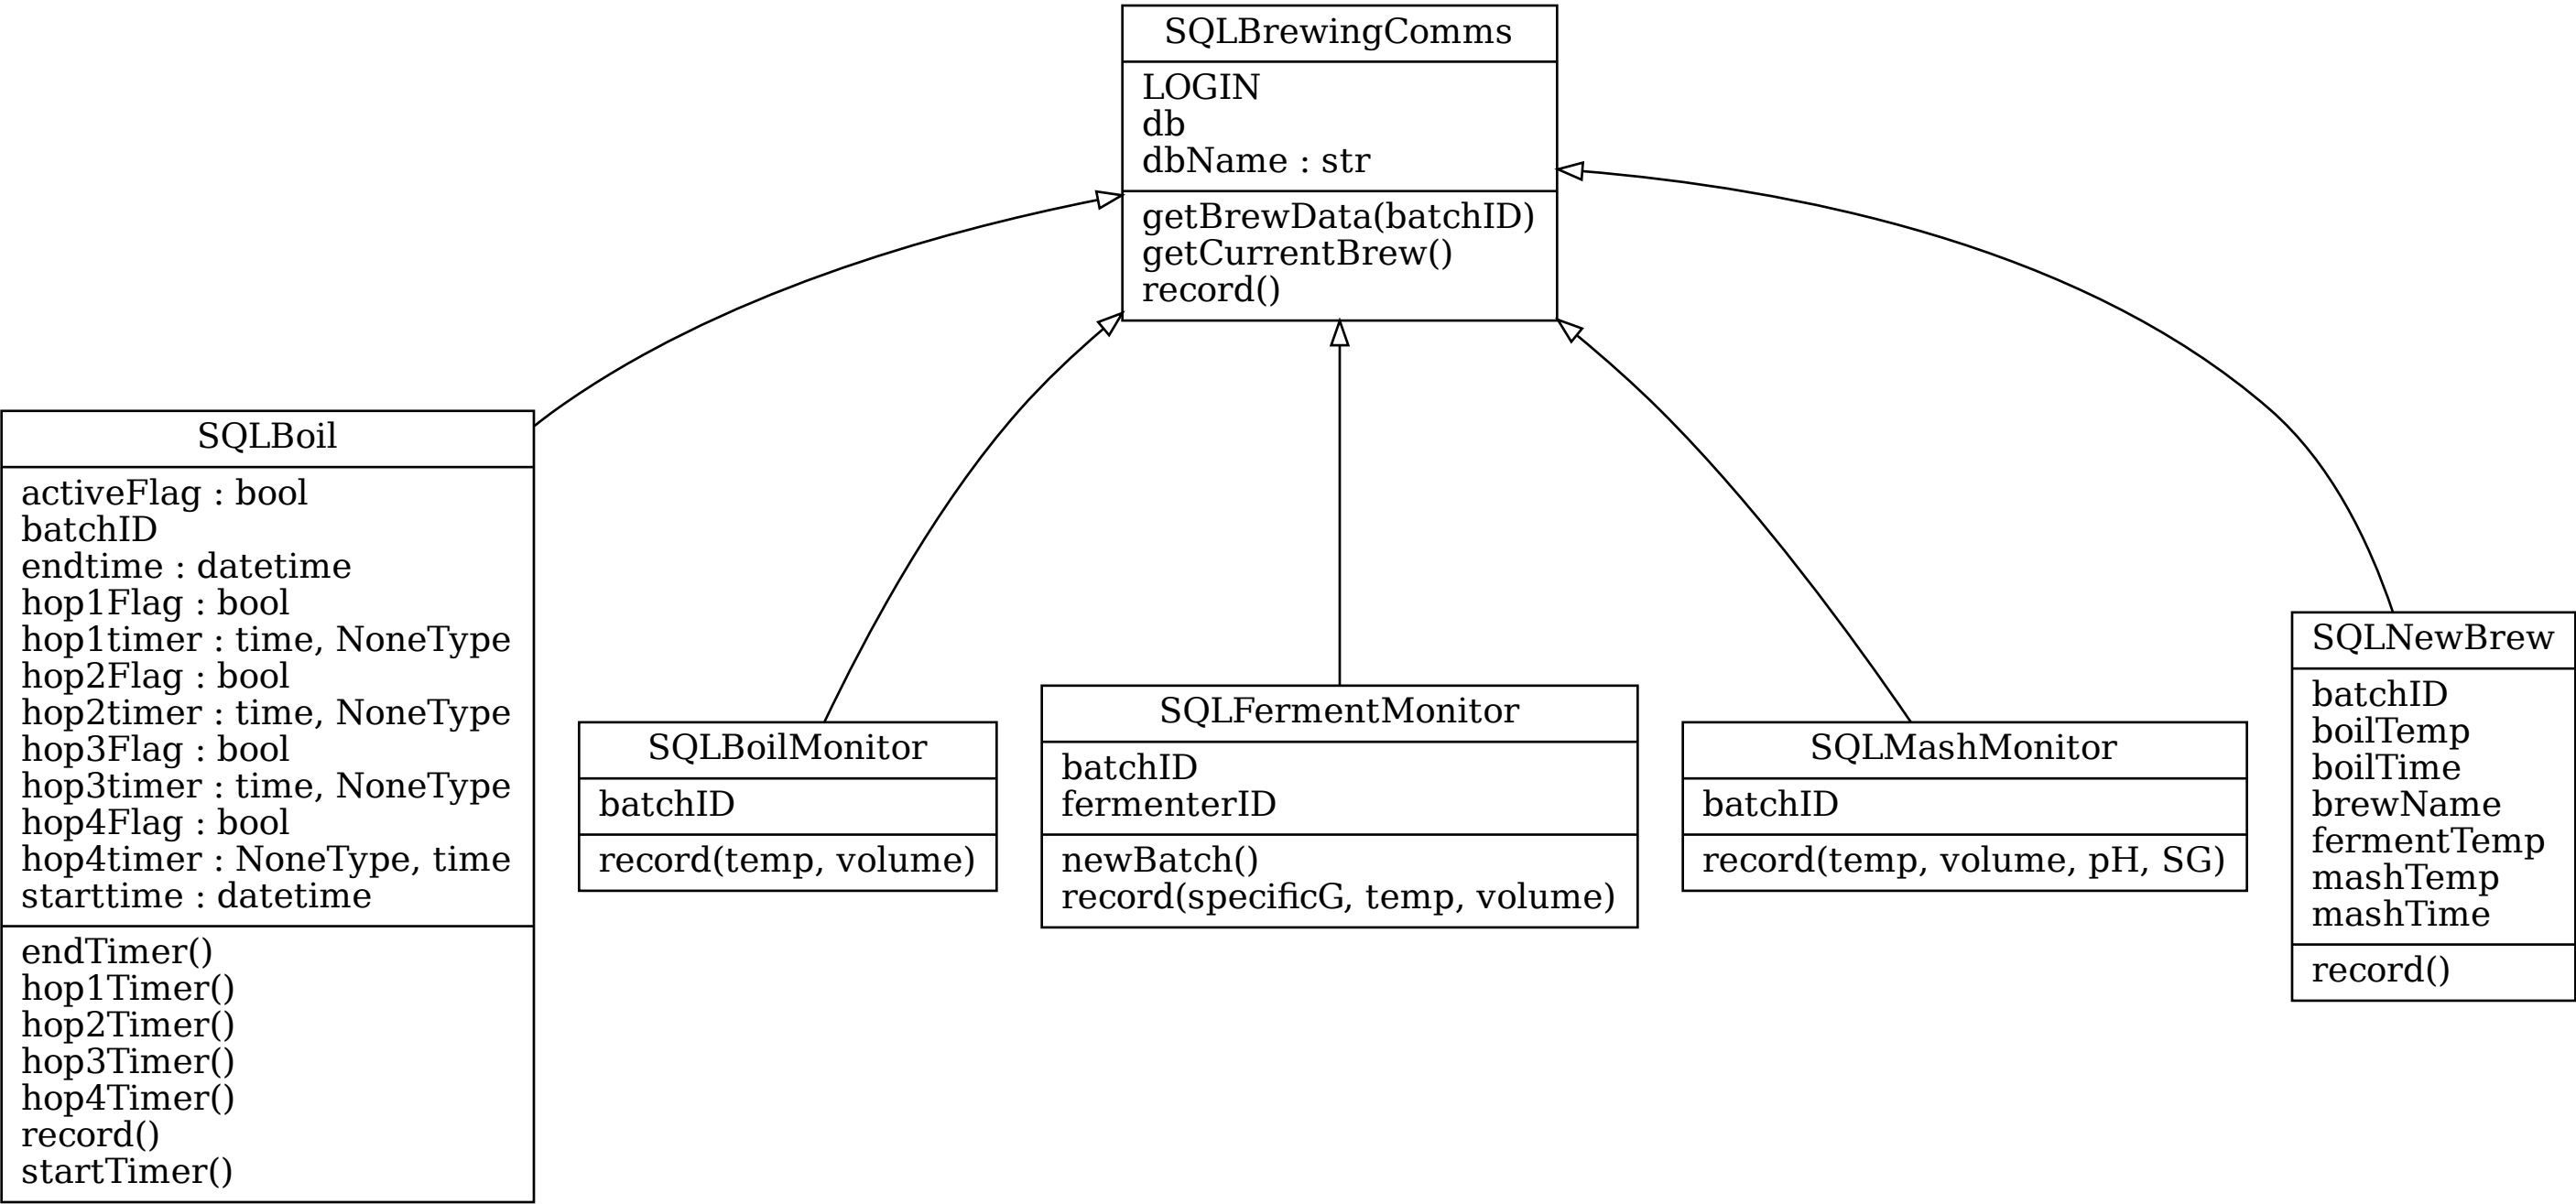 SQLBrewingComms
LOGIN
db
dbName : str
getBrewData(batchID)
getCurrentBrew()
record()
SQLBoil
activeFlag : bool
batchID
endtime : datetime
hop1Flag : bool
hop1timer : time, NoneType
hop2Flag : bool
hop2timer : time, NoneType
hop3Flag : bool
hop3timer : time, NoneType
hop4Flag : bool
hop4timer : NoneType, time
starttime : datetime
endTimer()
hop1Timer()
hop2Timer()
hop3Timer()
hop4Timer()
record()
startTimer()
SQLBoilMonitor
batchID
record(temp, volume)
SQLFermentMonitor
batchID
fermenterID
newBatch()
record(specificG, temp, volume)
SQLMashMonitor
batchID
record(temp, volume, pH, SG)
SQLNewBrew
batchID
boilTemp
boilTime
brewName
fermentTemp
mashTemp
mashTime
record()